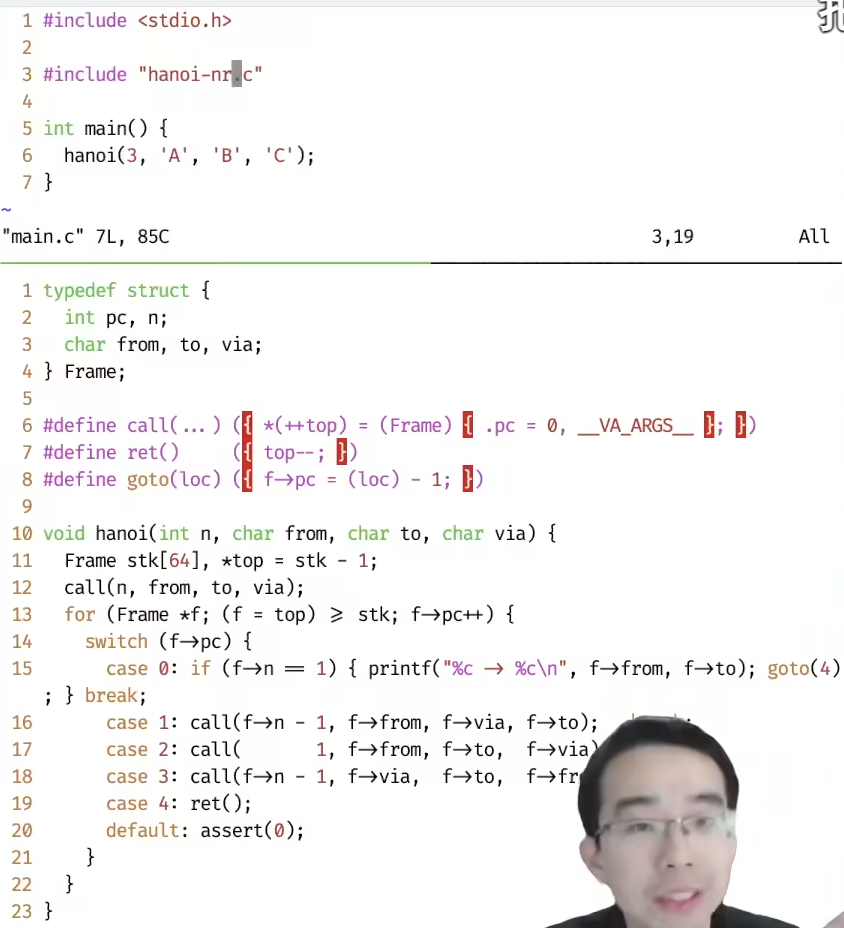 1 #include <stdio.h>
2
3 #include "hanoi-nr.c"
4
5 int main() {
6   hanoi(3, 'A', 'B', 'C');
7 }
~
"main.c" 7L, 85C 3,19 All
1 typedef struct {
2   int pc, n;
3   char from, to, via;
4 } Frame;
5
6 #define call(...) ({ *(++top) = (Frame) { .pc = 0, __VA_ARGS__ }; })
7 #define ret()     ({ top--; })
8 #define goto(loc) ({ f->pc = (loc) - 1; })
9
10 void hanoi(int n, char from, char to, char via) {
11   Frame stk[64], *top = stk - 1;
12   call(n, from, to, via);
13   for (Frame *f; (f = top) >= stk; f->pc++) {
14     switch (f->pc) {
15       case 0: if (f->n == 1) { printf("%c -> %c\n", f->from, f->to); goto(4)
; } break;
16       case 1: call(f->n - 1, f->from, f->via, f->to);
17       case 2: call(       1, f->from, f->to,  f->via)
18       case 3: call(f->n - 1, f->via,  f->to,
19       case 4: ret();
20       default: assert(0);
21     }
22   }
23 }